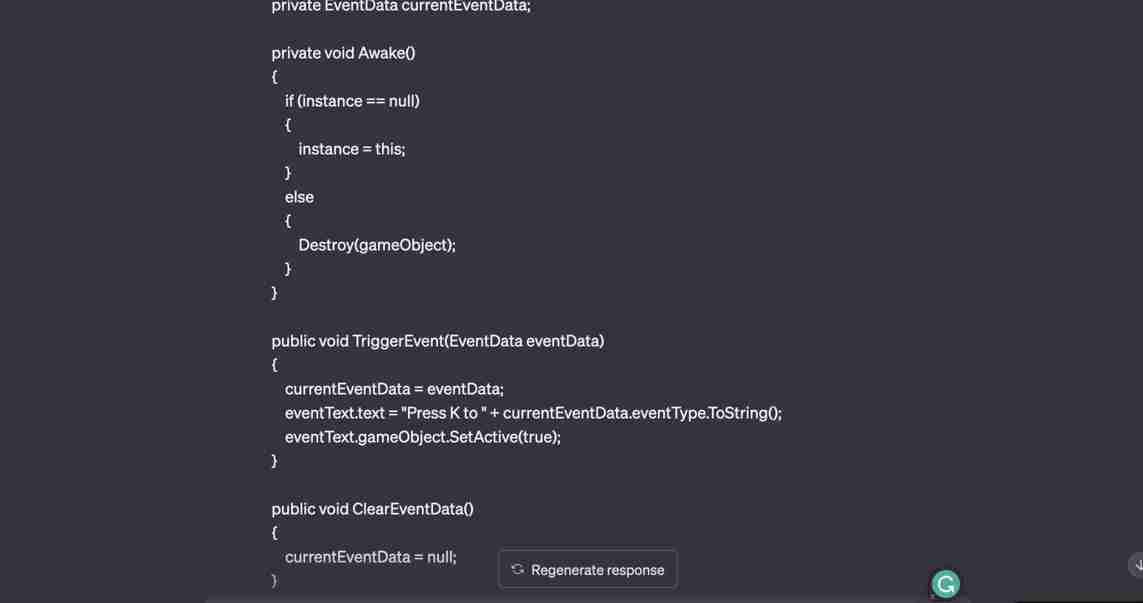 private EventData currentEventData;
private void Awake()
{
if (instance == null)
{
instance = this;
}
else
{
Destroy(gameObject);
}
}
public void TriggerEvent(EventData eventData)
{
currentEventData = eventData;
eventText.text = "Press K to " + currentEventData.eventType.ToString();
eventText.gameObject.SetActive(true);
}
public void ClearEventData()
{
currentEventData = null;
}
Regenerate response